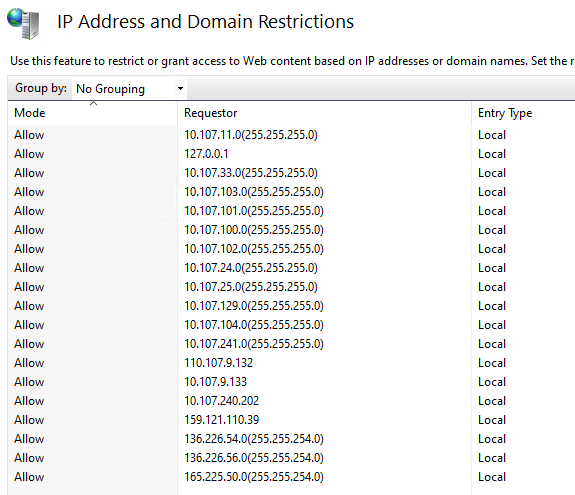 IP Address and Domain Restrictions
Use this feature to restrict or grant access to Web content based on IP addresses or domain names. Set the r
Group by: No Grouping
Mode Requestor Entry Type
Allow 10.107.11.0(255.255.255.0) Local
Allow 127.0.0.1 Local
Allow 10.107.33.0(255.255.255.0) Local
Allow 10.107.103.0(255.255.255.0) Local
Allow 10.107.101.0(255.255.255.0) Local
Allow 10.107.100.0(255.255.255.0) Local
Allow 10.107.102.0(255.255.255.0) Local
Allow 10.107.24.0(255.255.255.0) Local
Allow 10.107.25.0(255.255.255.0) Local
Allow 10.107.129.0(255.255.255.0) Local
Allow 10.107.104.0(255.255.255.0) Local
Allow 10.107.241.0(255.255.255.0) Local
Allow 110.107.9.132 Local
Allow 10.107.9.133 Local
Allow 10.107.240.202 Local
Allow 159.121.110.39 Local
Allow 136.226.54.0(255.255.254.0) Local
Allow 136.226.56.0(255.255.254.0) Local
Allow 165.225.50.0(255.255.254.0) Local